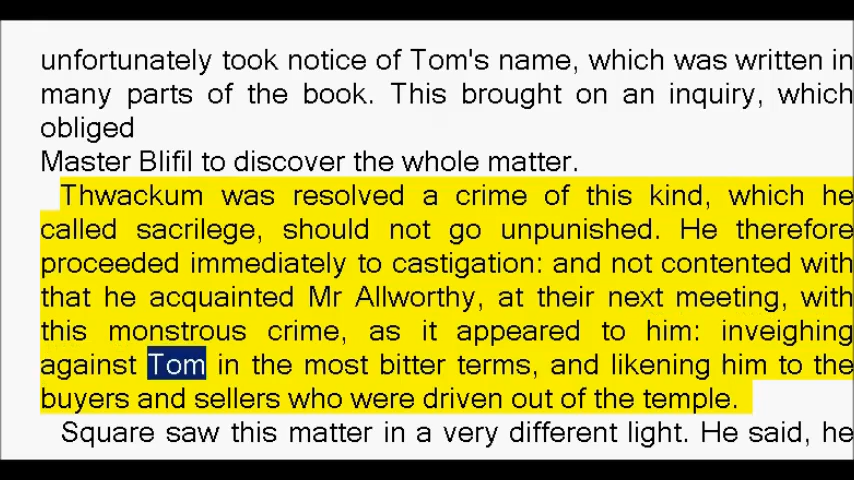 unfortunately took notice of Tom's name, which was written in
many parts of the book. This brought on an inquiry, which
obliged
Master Blifil to discover the whole matter.
Thwackum was resolved a crime of this kind, which he
called sacrilege, should not go unpunished. He therefore
proceeded immediately to castigation: and not contented with
that he acquainted Mr Allworthy, at their next meeting, with
this monstrous crime, as it appeared to him: inveighing
against Tom in the most bitter terms, and likening him to the
buyers and sellers who were driven out of the temple.
Square saw this matter in a very different light. He said, he